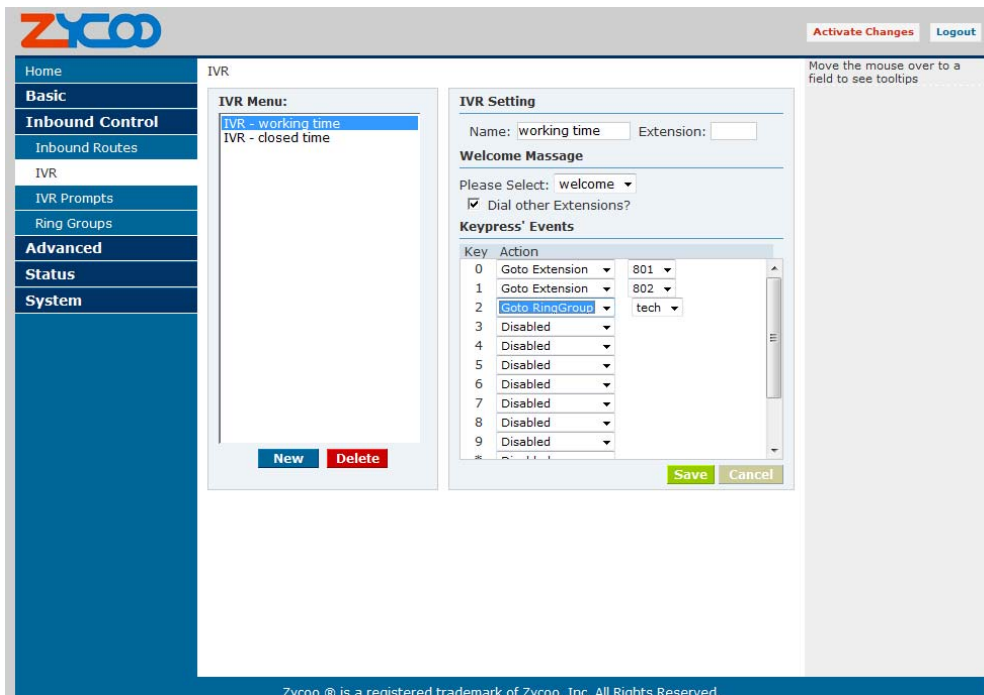 ZYCOO
Activate Changes Logout
Home
Basic
Inbound Control
Inbound Routes
IVR
IVR Prompts
Ring Groups
Advanced
Status
System
IVR
IVR Menu:
IVR - working time
IVR - closed time
New Delete
IVR Setting
Name: working time Extension:
Welcome Massage
Please Select: welcome
Dial other Extensions?
Keypress' Events
Key Action
0 Goto Extension 801
1 Goto Extension 802
2 Goto RingGroup tech
3 Disabled
4 Disabled
5 Disabled
6 Disabled
7 Disabled
8 Disabled
9 Disabled
Save Cancel
Move the mouse over to a
field to see tooltips
Zycoo ® is a registered trademark of Zycoo, Inc. All Rights Reserved